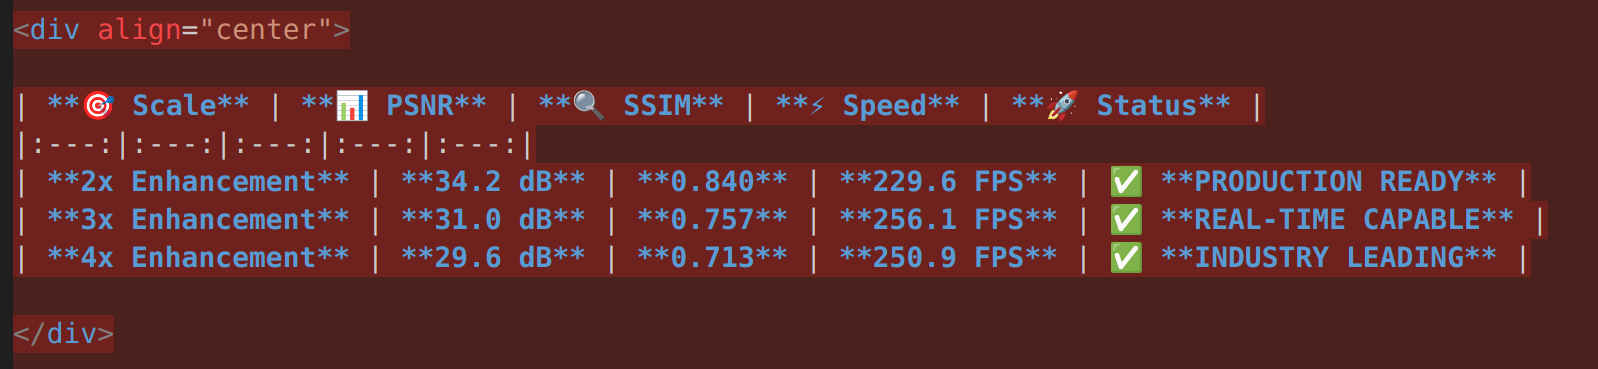 <div align="center">
| **🎯 Scale** | **📊 PSNR** | **🔍 SSIM** | **⚡ Speed** | **🚀 Status** |
|:---:|:---:|:---:|:---:|:---:|
| **2x Enhancement** | **34.2 dB** | **0.840** | **229.6 FPS** | ✅ **PRODUCTION READY** |
| **3x Enhancement** | **31.0 dB** | **0.757** | **256.1 FPS** | ✅ **REAL-TIME CAPABLE** |
| **4x Enhancement** | **29.6 dB** | **0.713** | **250.9 FPS** | ✅ **INDUSTRY LEADING** |
</div>